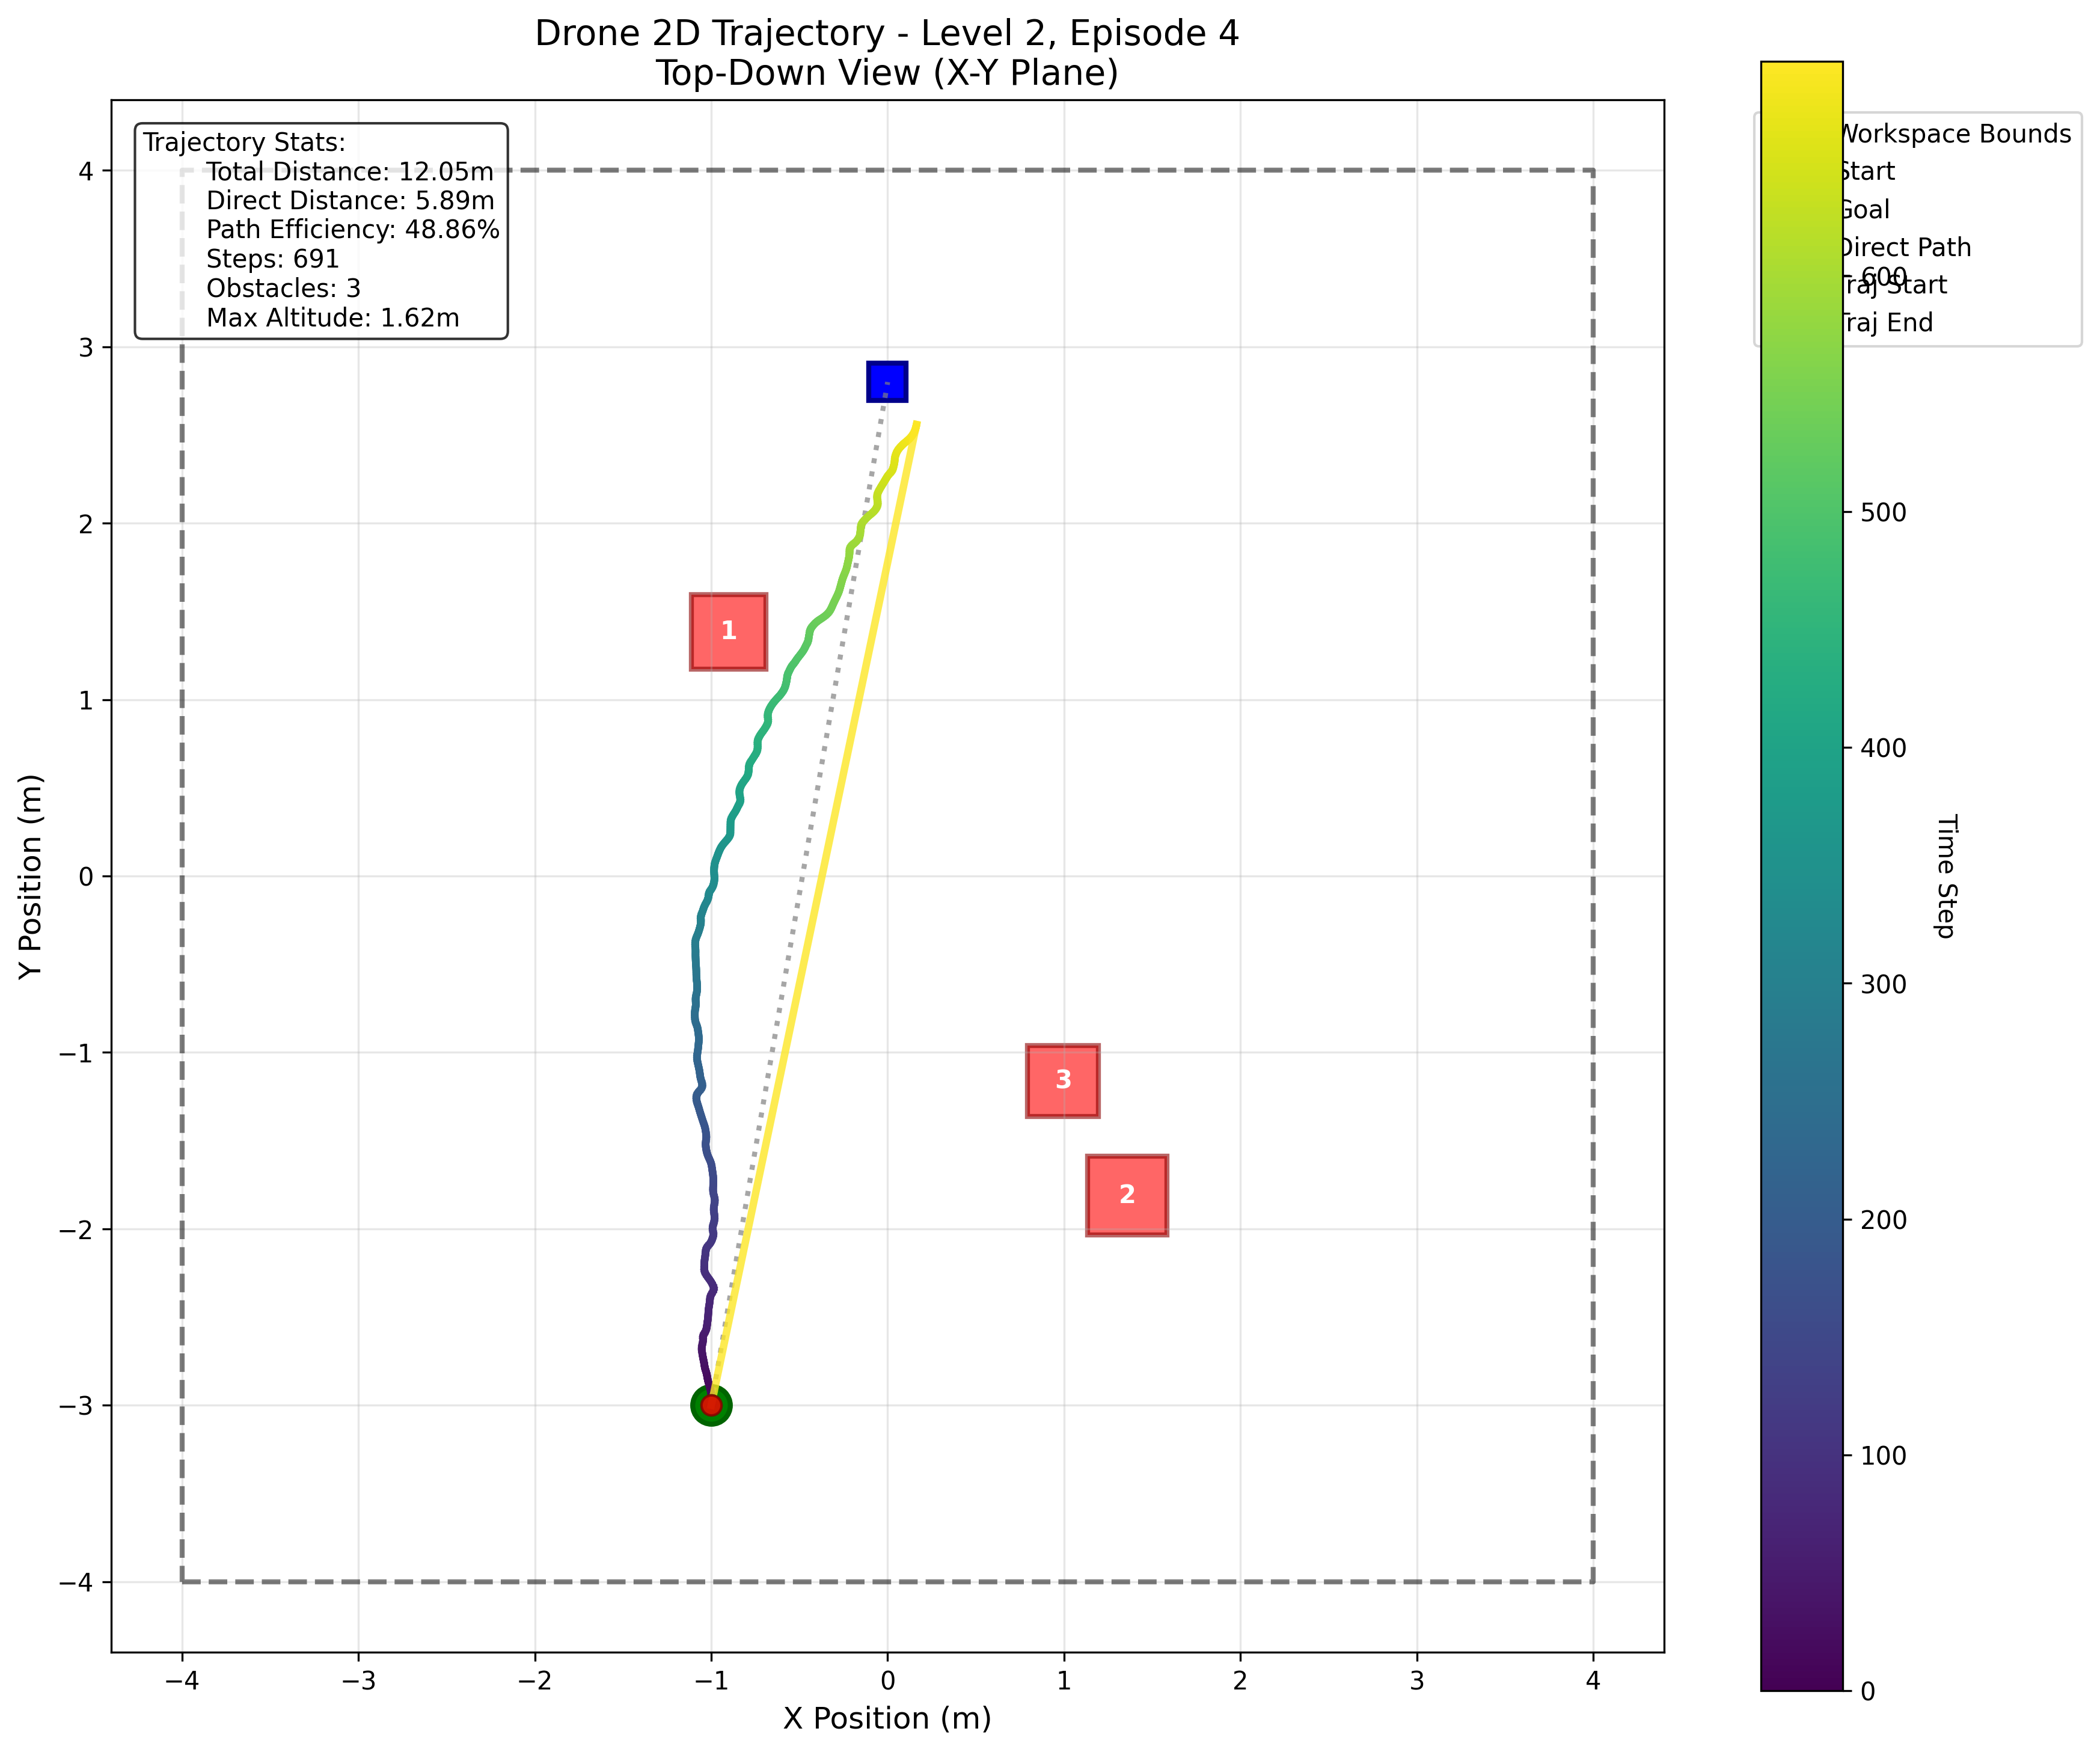 Drone 2D Trajectory - Level 2, Episode 4
Top-Down View (X-Y Plane)
Trajectory Stats:
Total Distance: 12.05m
Direct Distance: 5.89m
Path Efficiency: 48.86%
Steps: 691
Obstacles: 3
Max Altitude: 1.62m
Workspace Bounds
Start
Goal
Direct Path
Traj Start
Traj End
4
3
2
1
0
−1
−2
−3
−4
Y Position (m)
1
3
2
−4
−3
−2
−1
0
1
2
3
4
X Position (m)
600
500
400
300
200
100
0
Time Step